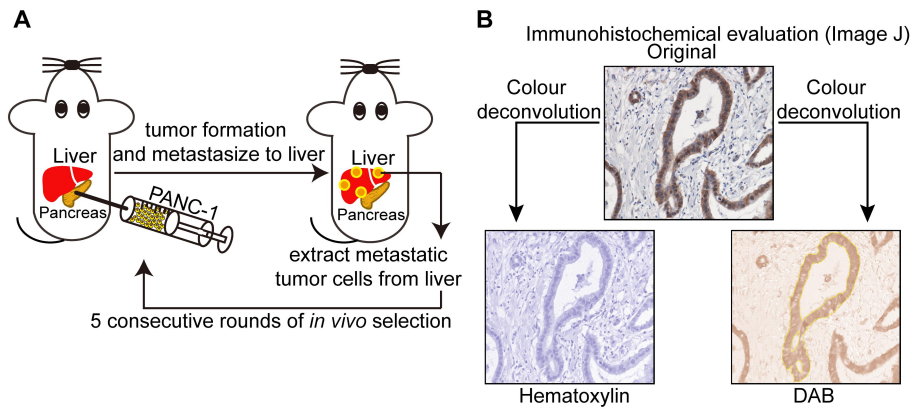 A
Liver
Pancreas
PANC-1
tumor formation
and metastasize to liver
Liver
Pancreas
extract metastatic
tumor cells from liver
5 consecutive rounds of in vivo selection
B
Immunohistochemical evaluation (Image J)
Original
Colour
deconvolution
Colour
deconvolution
Hematoxylin
DAB